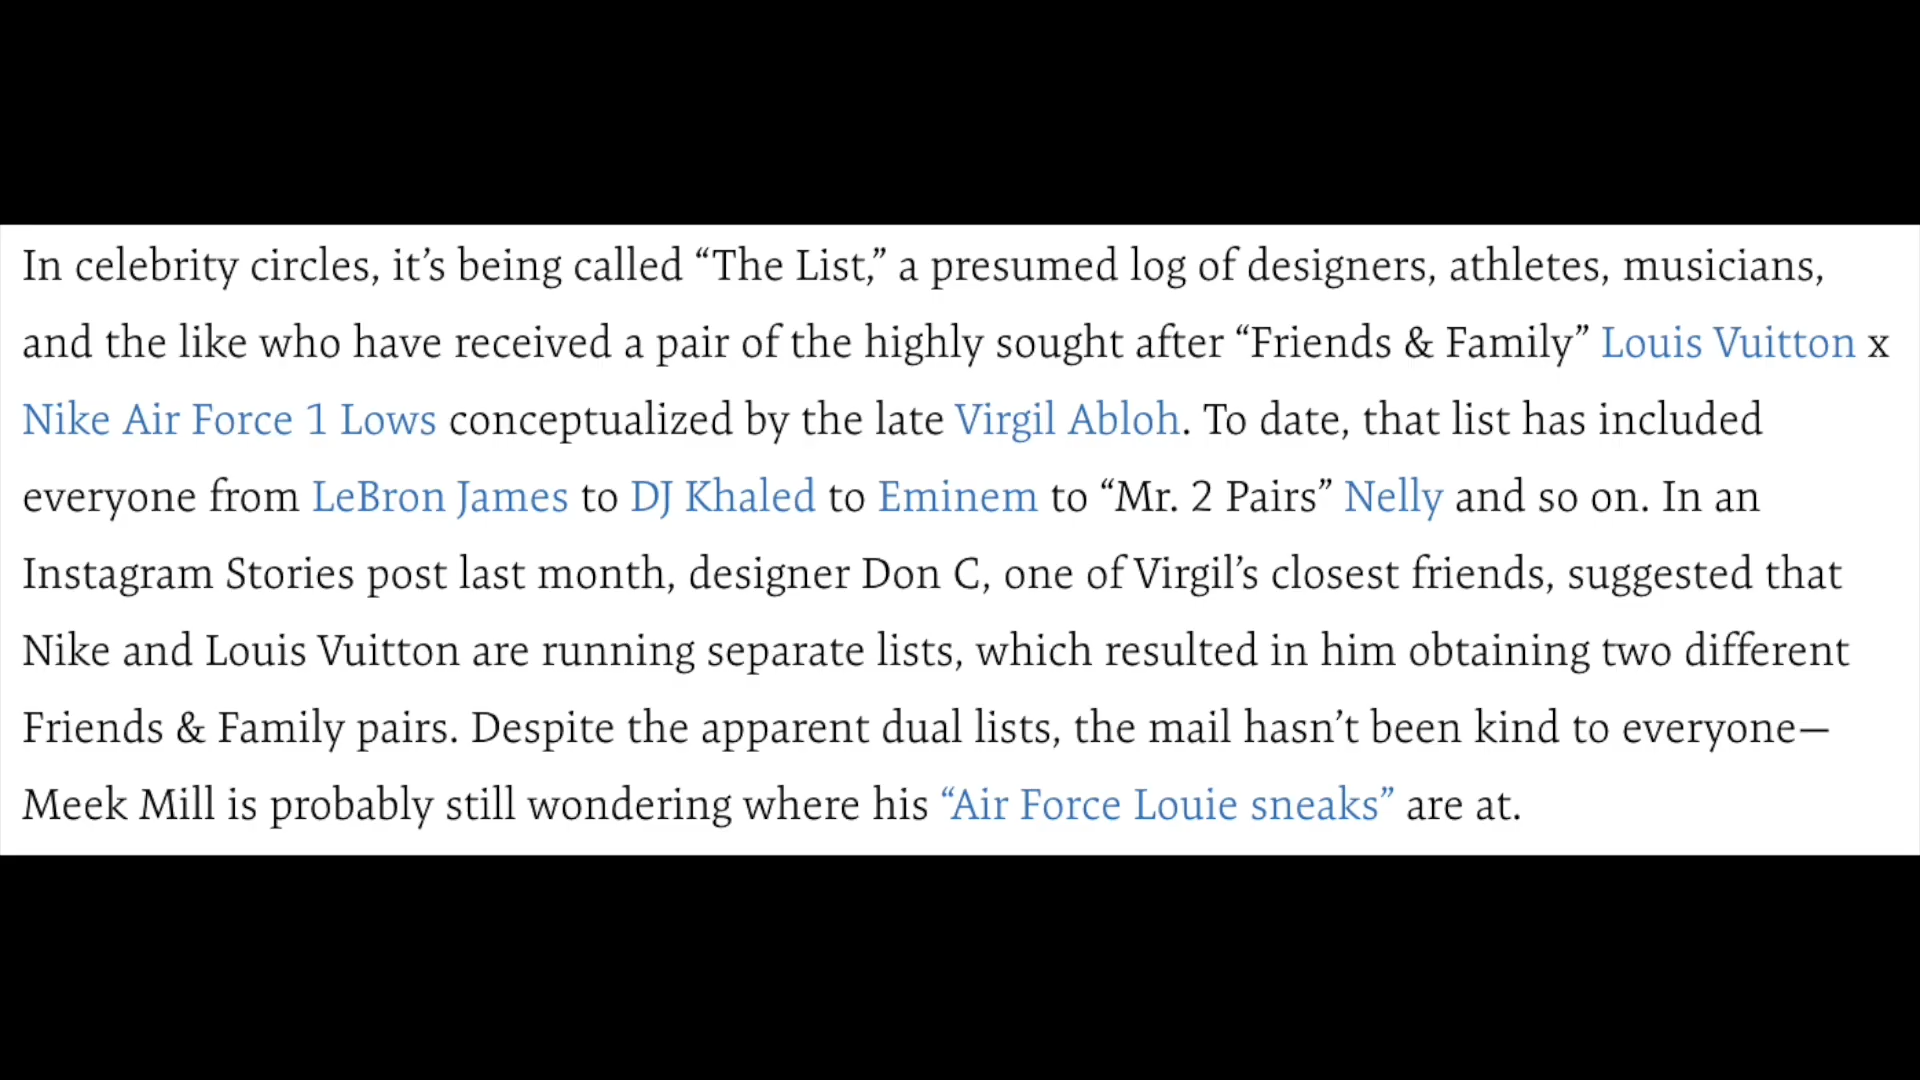 In celebrity circles, it’s being called “The List,” a presumed log of designers, athletes, musicians,
and the like who have received a pair of the highly sought after “Friends & Family” Louis Vuitton x
Nike Air Force 1 Lows conceptualized by the late Virgil Abloh. To date, that list has included
everyone from LeBron James to DJ Khaled to Eminem to “Mr. 2 Pairs” Nelly and so on. In an
Instagram Stories post last month, designer Don C, one of Virgil’s closest friends, suggested that
Nike and Louis Vuitton are running separate lists, which resulted in him obtaining two different
Friends & Family pairs. Despite the apparent dual lists, the mail hasn’t been kind to everyone—
Meek Mill is probably still wondering where his “Air Force Louie sneaks” are at.